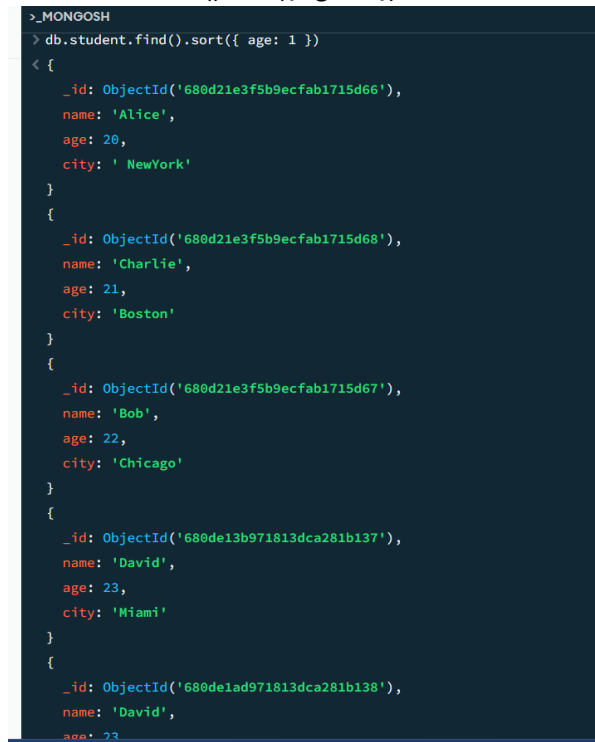 >_MONGOSH
> db.student.find().sort({ age: 1 })
< {
_id: ObjectId('680d21e3f5b9ecfab1715d66'),
name: 'Alice',
age: 20,
city: ' NewYork'
}
{
_id: ObjectId('680d21e3f5b9ecfab1715d68'),
name: 'Charlie',
age: 21,
city: 'Boston'
}
{
_id: ObjectId('680d21e3f5b9ecfab1715d67'),
name: 'Bob',
age: 22,
city: 'Chicago'
}
{
_id: ObjectId('680de13b971813dca281b137'),
name: 'David',
age: 23,
city: 'Miami'
}
{
_id: ObjectId('680de1ad971813dca281b138'),
name: 'David',
age: 23